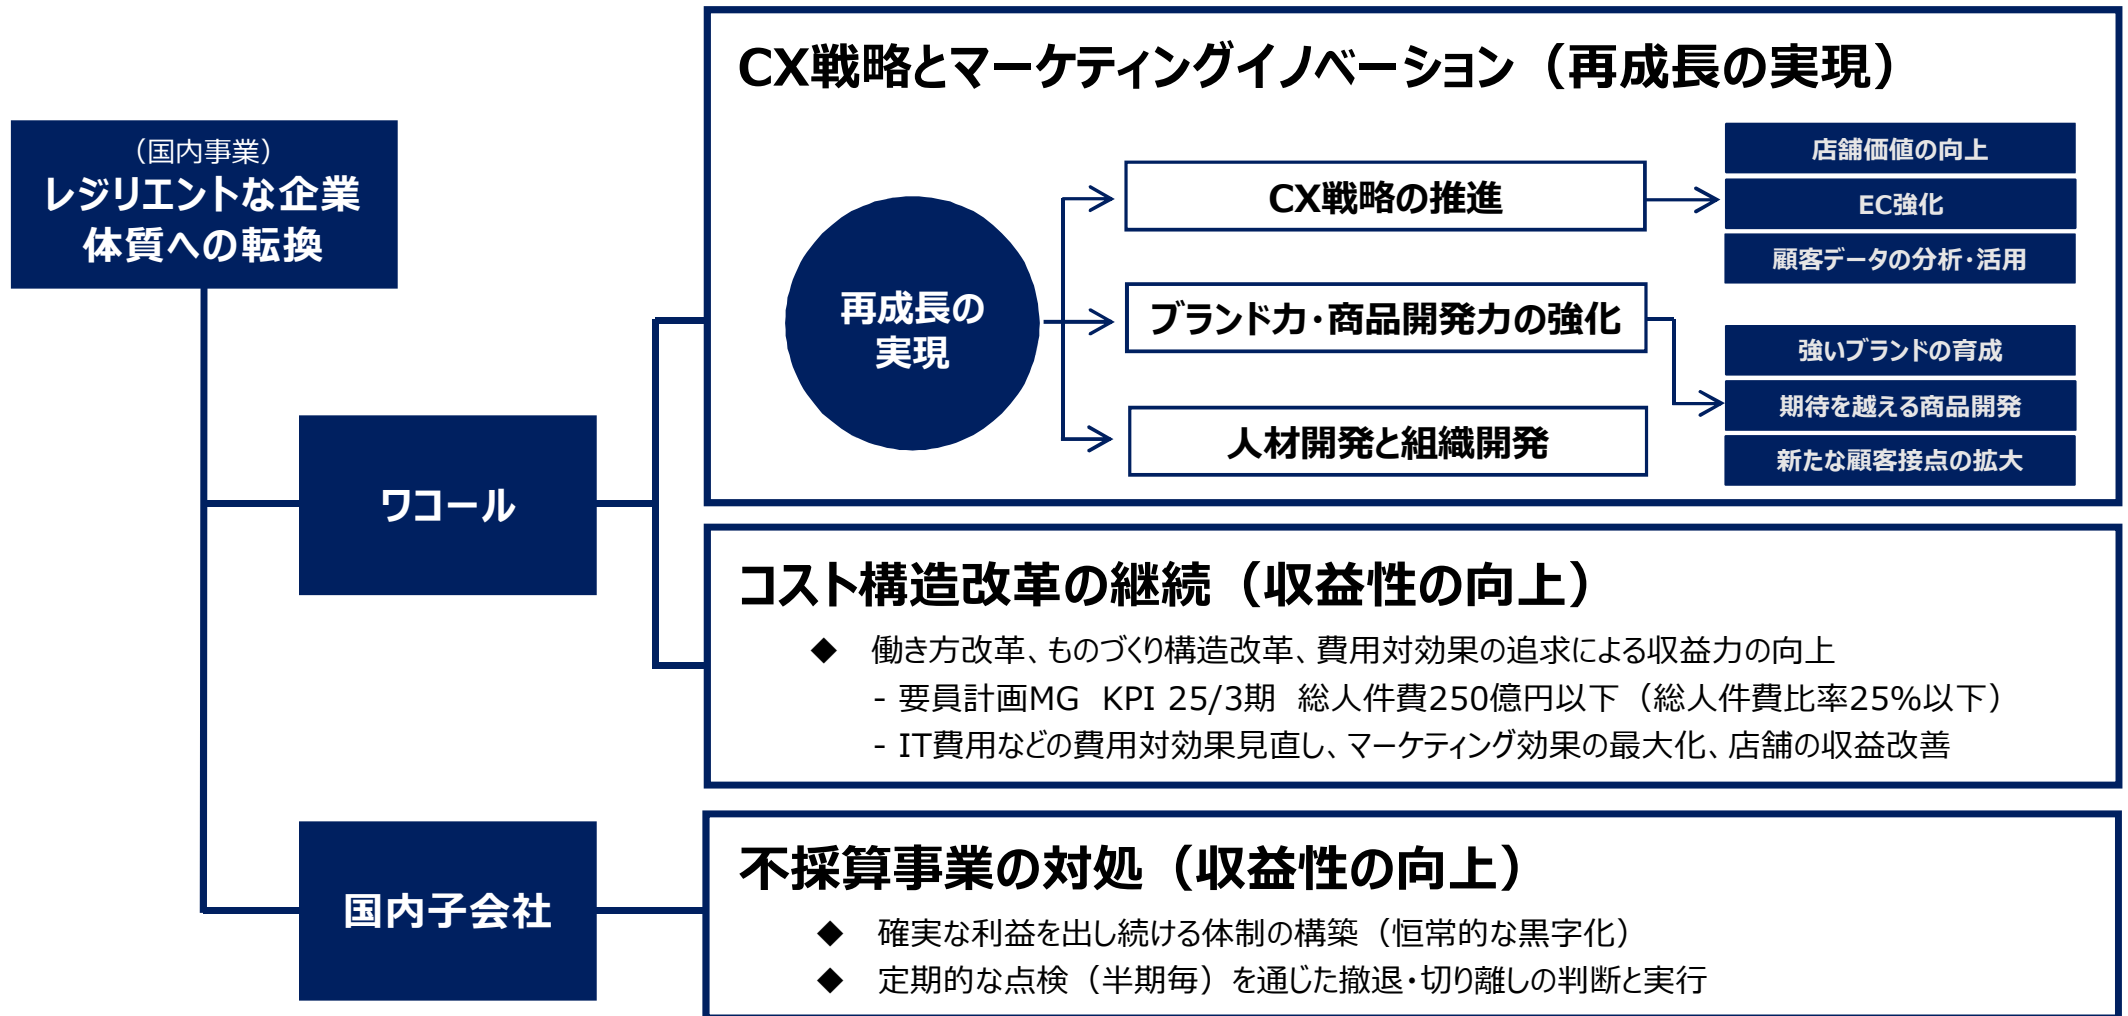 （国内事業）
レジリエントな企業
体質への転換
ワコール
国内子会社
CX戦略とマーケティングイノベーション（再成長の実現）
再成長の
実現
CX戦略の推進
店舗価値の向上
EC強化
顧客データの分析・活用
ブランド力・商品開発力の強化
強いブランドの育成
期待を越える商品開発
新たな顧客接点の拡大
人材開発と組織開発
コスト構造改革の継続（収益性の向上）
◆ 働き方改革、ものづくり構造改革、費用対効果の追求による収益力の向上
- 要員計画MG KPI 25/3期 総人件費250億円以下（総人件費比率25%以下）
- IT費用などの費用対効果見直し、マーケティング効果の最大化、店舗の収益改善
不採算事業の対処（収益性の向上）
◆ 確実な利益を出し続ける体制の構築（恒常的な黒字化）
◆ 定期的な点検（半期毎）を通じた撤退・切り離しの判断と実行